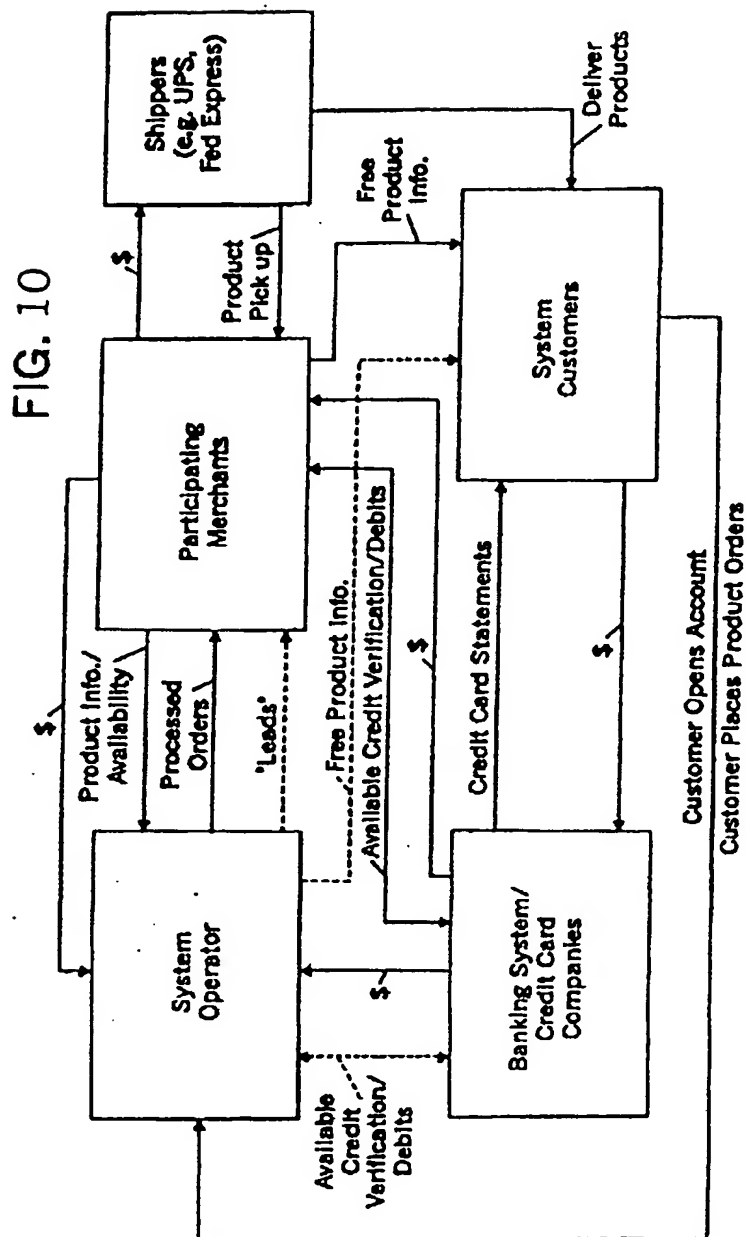 FIG. 10
Shippers
(e.g. UPS,
Fed Express)
$
Product
Pick up
Deliver
Products
Participating
Merchants
Free
Product
Info.
System
Customers
$
Product Info./
Availability
Processed
Orders
"Leads"
Free Product Info.
Available Credit Verification/Debits
$
Credit Card Statements
$
System
Operator
$
Banking System/
Credit Card
Companies
Available
Credit
Verification/
Debits
Customer Opens Account
Customer Places Product Orders